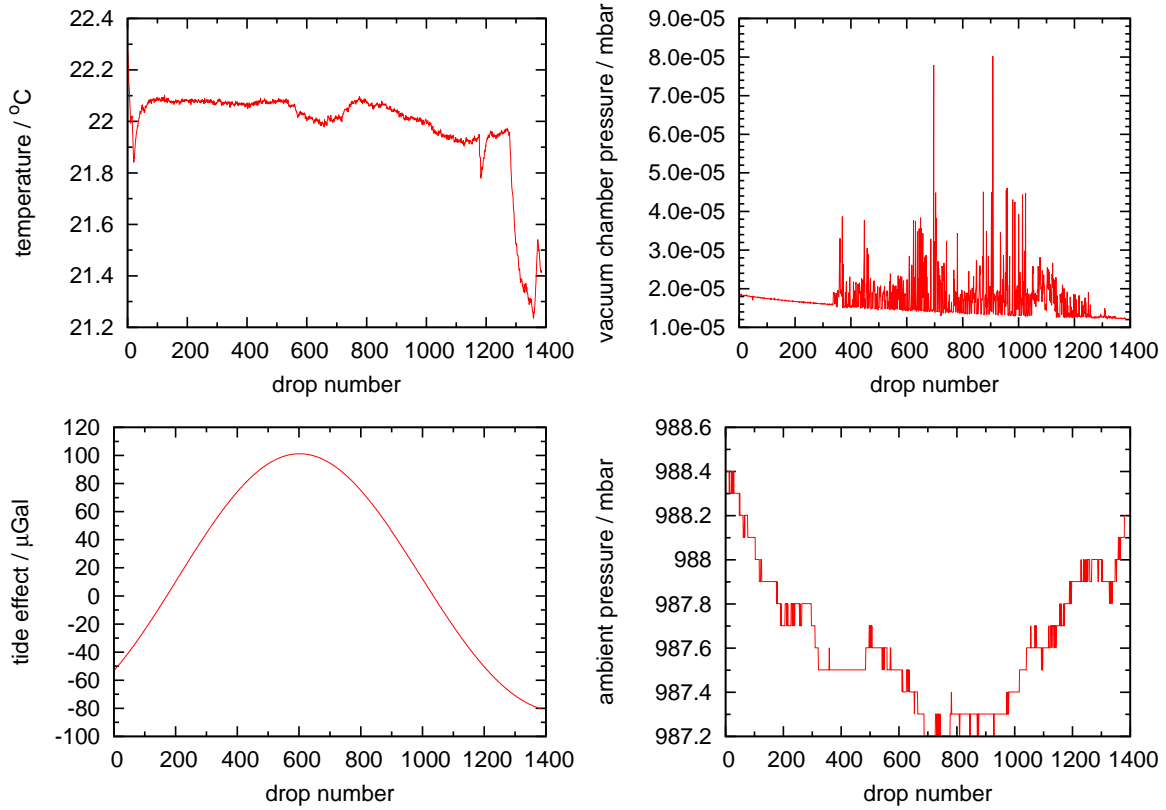 22.4
22.2
22
21.8
21.6
21.4
21.2
temperature / °C
0 200 400 600 800 1000 1200 1400
drop number
9.0e-05
8.0e-05
7.0e-05
6.0e-05
5.0e-05
4.0e-05
3.0e-05
2.0e-05
1.0e-05
vacuum chamber pressure / mbar
0 200 400 600 800 1000 1200 1400
drop number
120
100
80
60
40
20
0
-20
-40
-60
-80
-100
tide effect / μGal
0 200 400 600 800 1000 1200 1400
drop number
988.6
988.4
988.2
988
987.8
987.6
987.4
987.2
ambient pressure / mbar
0 200 400 600 800 1000 1200 1400
drop number